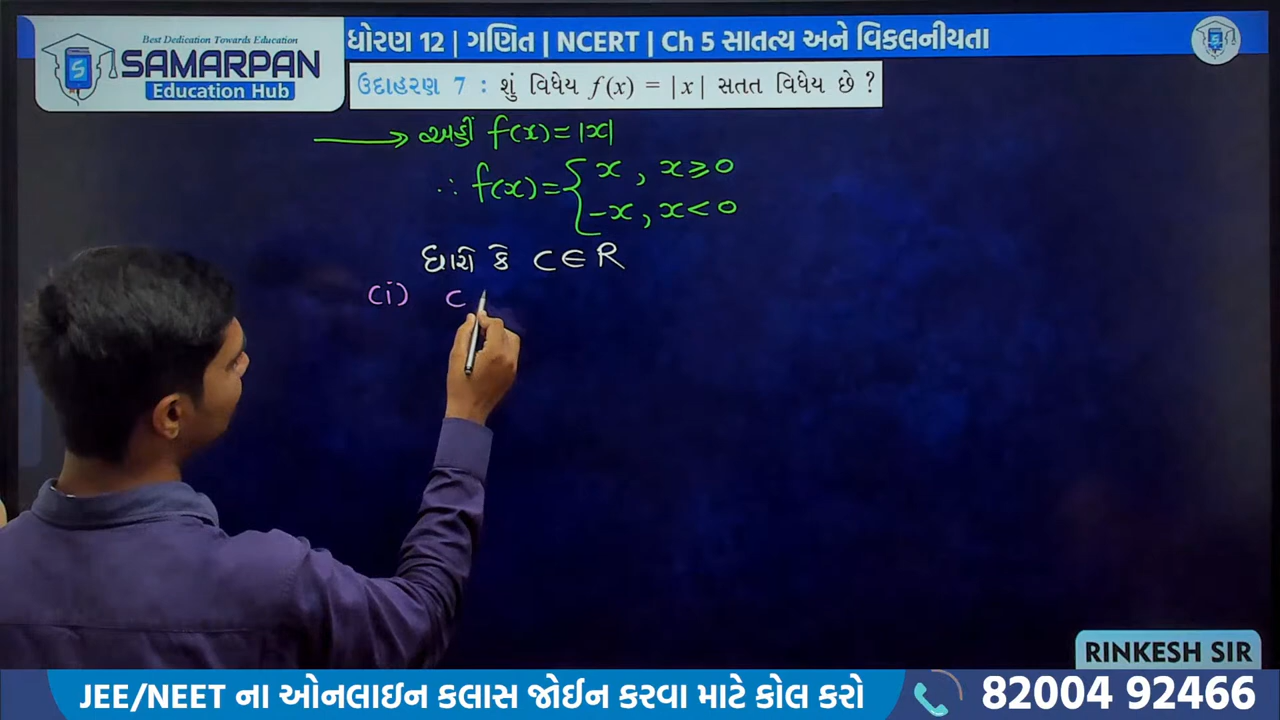 Best Dedication Towards Education
SAMARPAN
Education Hub
ધોરણ 12 | ગણિત | NCERT | Ch 5 સાતત્ય અને વિકલનીયતા
ઉદાહરણ 7 : શું વિધેય f(x) = |x| સતત વિધેય છે ?
અહીં f(x)=|x|
∴ f(x)={ x , x≥0
-x , x<0
ધારો કે C∈R
(i) C
RINKESH SIR
JEE/NEET ના ઓનલાઇન કલાસ જોઈન કરવા માટે કોલ કરો 82004 92466